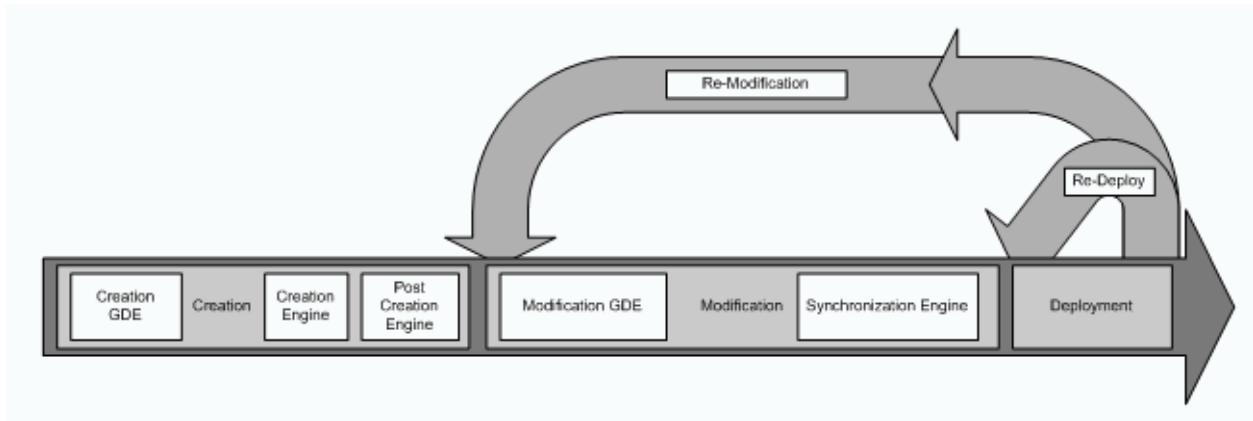 Re-Modification
Re-Deploy
Creation
GDE
Creation
Creation
Engine
Post
Creation
Engine
Modification GDE
Modification
Synchronization Engine
Deployment